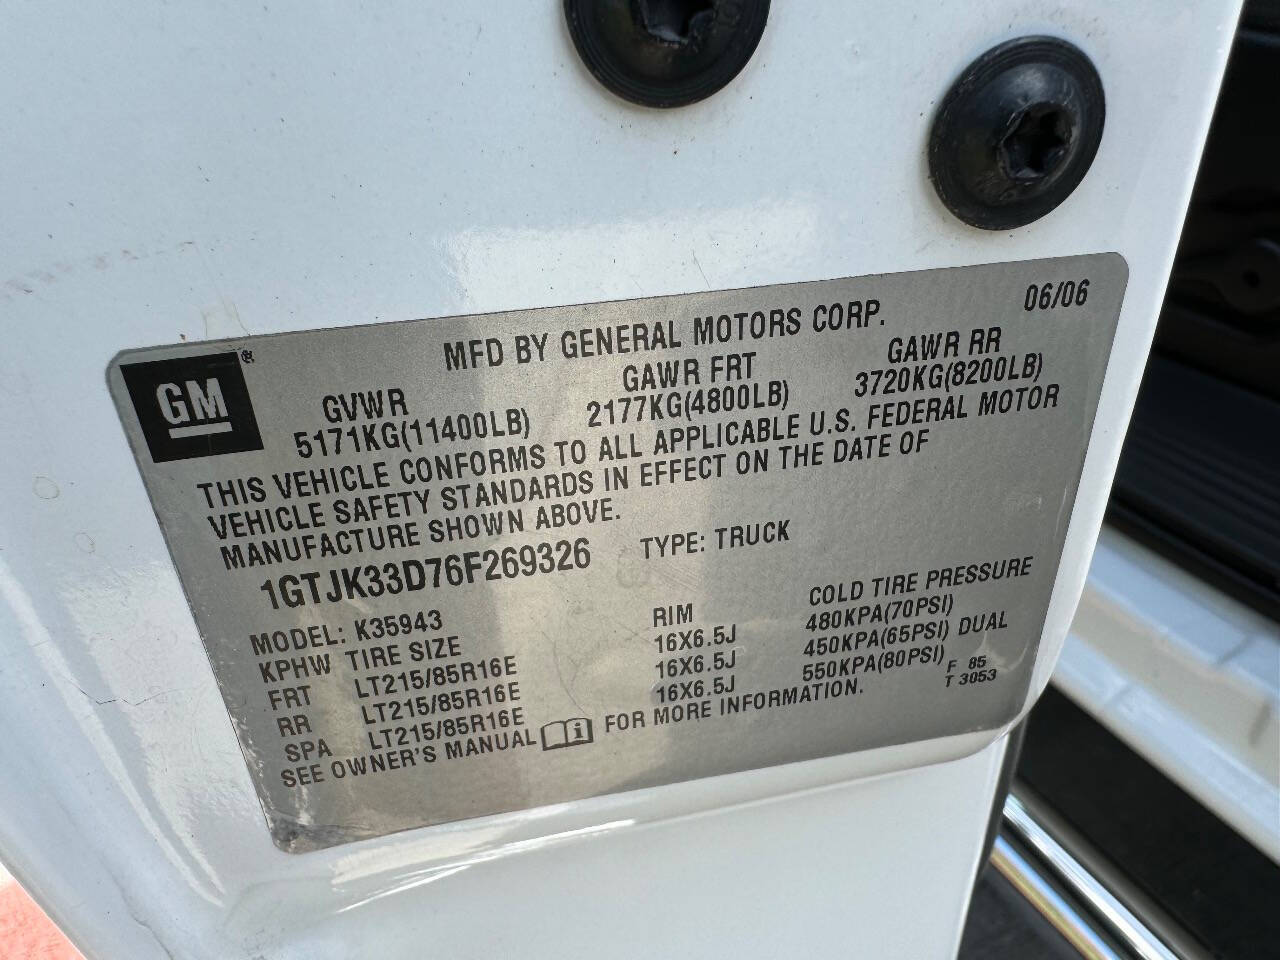 GM®
MFD BY GENERAL MOTORS CORP. 06/06
GVWR GAWR FRT GAWR RR
5171KG(11400LB) 2177KG(4800LB) 3720KG(8200LB)
THIS VEHICLE CONFORMS TO ALL APPLICABLE U.S. FEDERAL MOTOR
VEHICLE SAFETY STANDARDS IN EFFECT ON THE DATE OF
MANUFACTURE SHOWN ABOVE.
1GTJK33D76F269326 TYPE: TRUCK
MODEL: K35943
KPHW TIRE SIZE RIM COLD TIRE PRESSURE
FRT LT215/85R16E 16X6.5J 480KPA(70PSI)
RR LT215/85R16E 16X6.5J 450KPA(65PSI) DUAL
SPA LT215/85R16E 16X6.5J 550KPA(80PSI)
SEE OWNER'S MANUAL i FOR MORE INFORMATION.
F 85
T 3053